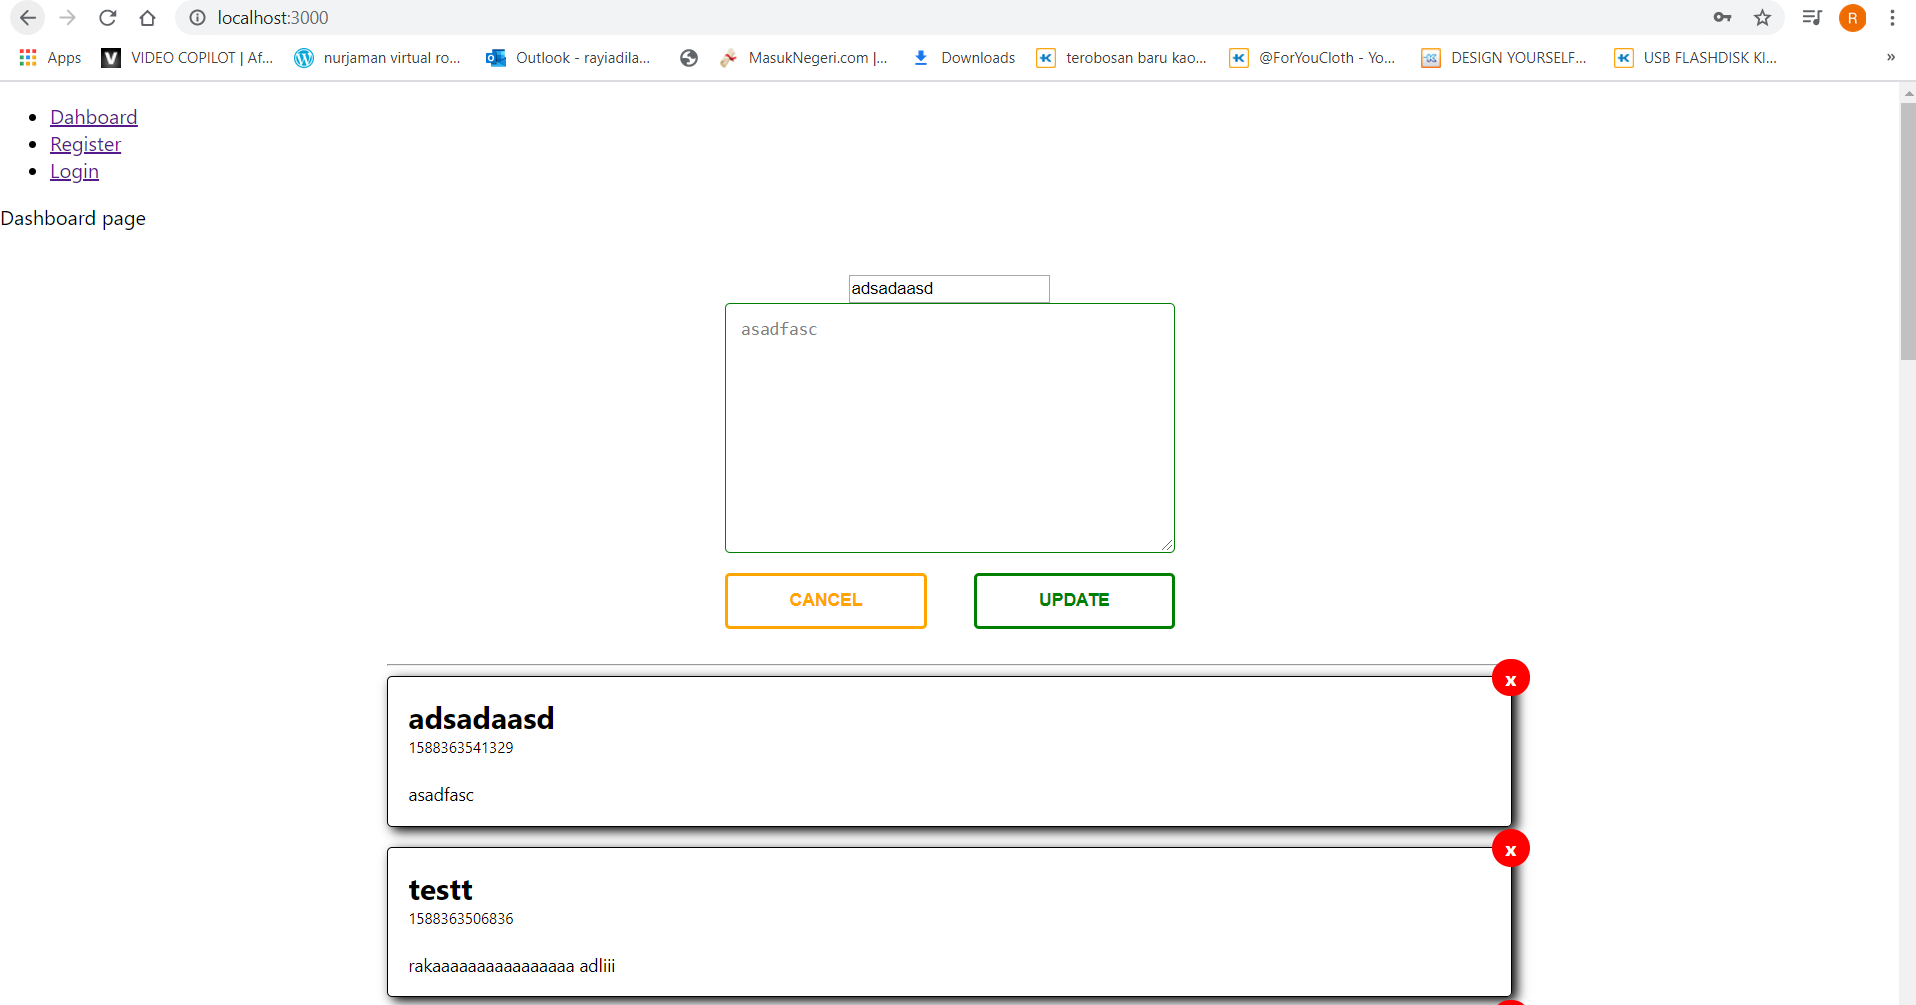 localhost:3000
R
Apps
VIDEO COPILOT | Af...
nurjaman virtual ro...
Outlook - rayiadila...
MasukNegeri.com |...
Downloads
terobosan baru kao...
@ForYouCloth - Yo...
DESIGN YOURSELF...
USB FLASHDISK KI...
»
Dahboard
Register
Login
Dashboard page
adsadaasd
asadfasc
CANCEL
UPDATE
x
adsadaasd
1588363541329
asadfasc
x
testt
1588363506836
rakaaaaaaaaaaaaaaaa adliii